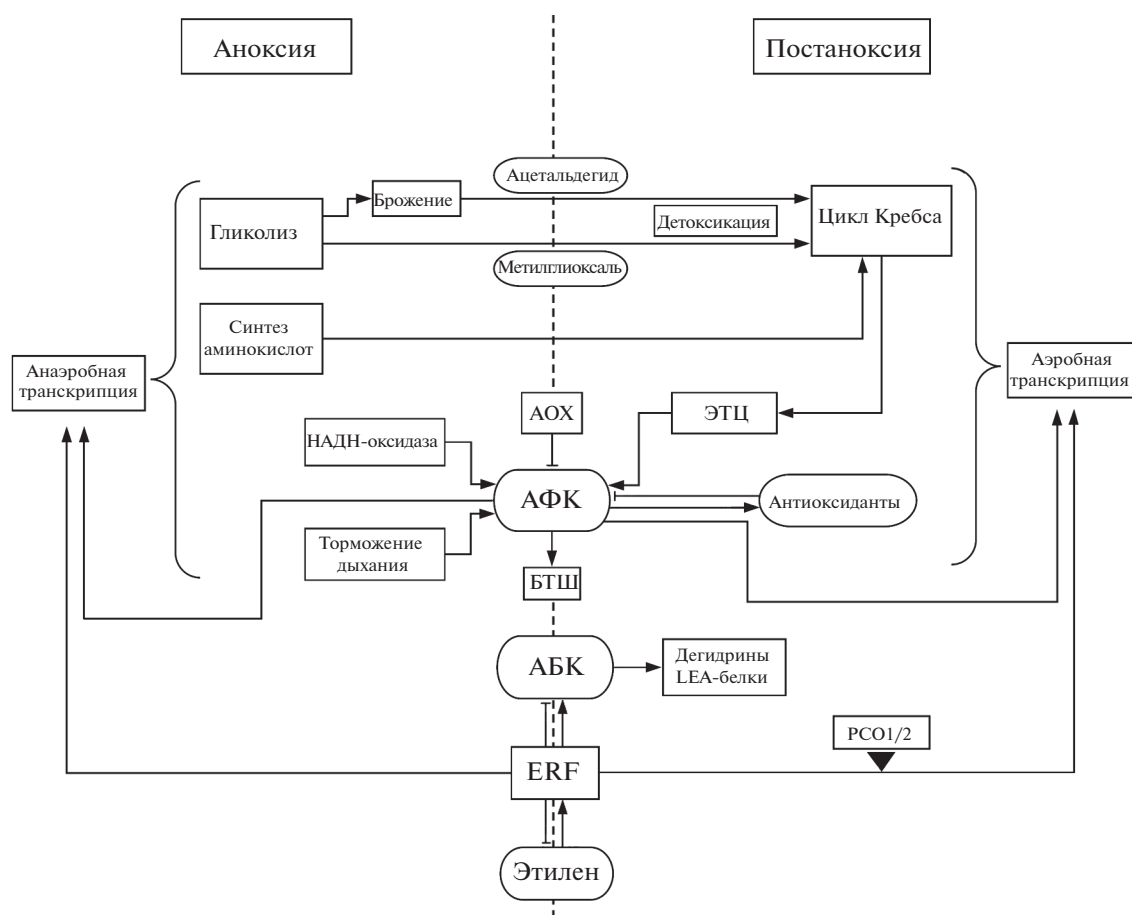 Аноксия
Постаноксия
Ацетальдегид
Брожение
Гликолиз
Детоксикация
Цикл Кребса
Метилглиоксаль
Синтез
аминокислот
Анаэробная
транскрипция
Аэробная
транскрипция
АОХ
ЭТЦ
НАДН-оксидаза
АФК
Антиоксиданты
Торможение
дыхания
БТШ
АБК
Дегидрины
LEA-белки
PCO1/2
ERF
Этилен